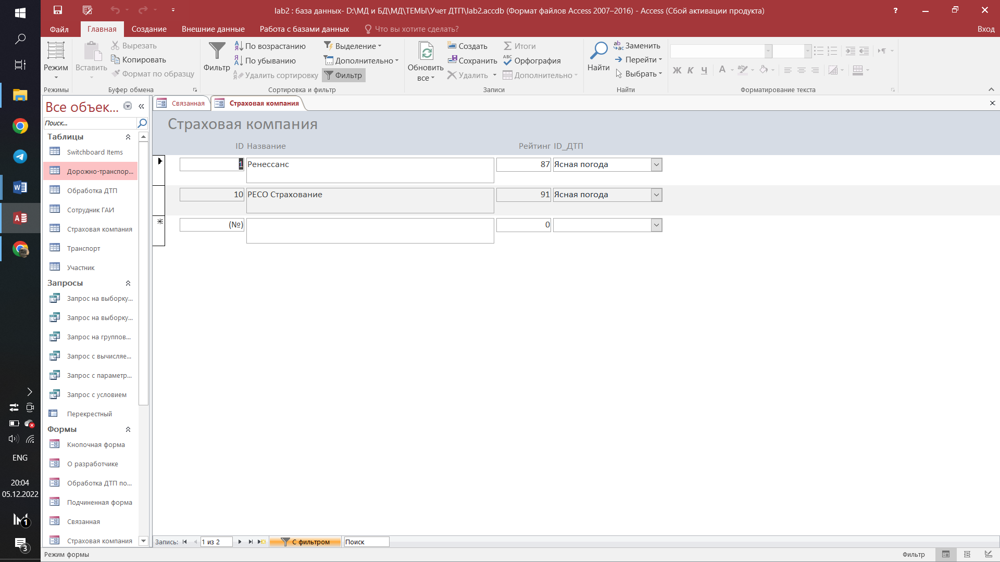 lab2 : база данных- D:\МД и БД\МД\ТЕМЫ\Учет ДТП\lab2.accdb (Формат файлов Access 2007–2016) - Access (Сбой активации продукта)
?
Файл
Главная
Создание
Внешние данные
Работа с базами данных
Что вы хотите сделать?
Вход
Режим
Режимы
Вставить
Вырезать
Копировать
Формат по образцу
Буфер обмена
Фильтр
По возрастанию
По убыванию
Удалить сортировку
Выделение
Дополнительно
Фильтр
Сортировка и фильтр
Обновить
все
Создать
Сохранить
Удалить
Итоги
Орфография
Дополнительно
Записи
Найти
Заменить
Перейти
Выбрать
Найти
Ж К Ч А
Форматирование текста
Все объек...
Поиск...
Таблицы
Switchboard Items
Дорожно-транспор...
Обработка ДТП
Сотрудник ГАИ
Страховая компания
Транспорт
Участник
Запросы
Запрос на выборку...
Запрос на выборку...
Запрос на группов...
Запрос с вычисляе...
Запрос с параметр...
Запрос с условием
Перекрестный
Формы
Кнопочная форма
О разработчике
Обработка ДТП по...
Подчиненная форма
Связанная
Страховая компания
Связанная
Страховая компания
Страховая компания
ID Название Рейтинг ID_ДТП
1 Ренессанс 87 Ясная погода
10 РЕСО Страхование 91 Ясная погода
(№) 0
Запись: 1 из 2 С фильтром Поиск
Режим формы
Фильтр
ENG
20:04
05.12.2022
1
3